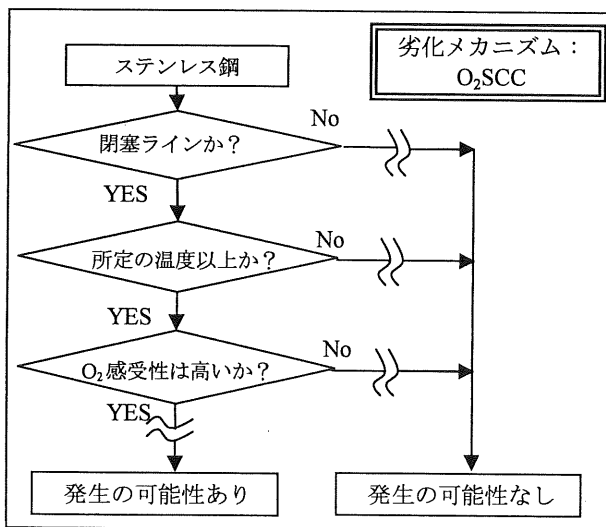 劣化メカニズム：
O₂SCC
ステンレス鋼
閉塞ラインか？
No
YES
所定の温度以上か？
No
YES
O₂感受性は高いか？
No
YES
発生の可能性あり
発生の可能性なし